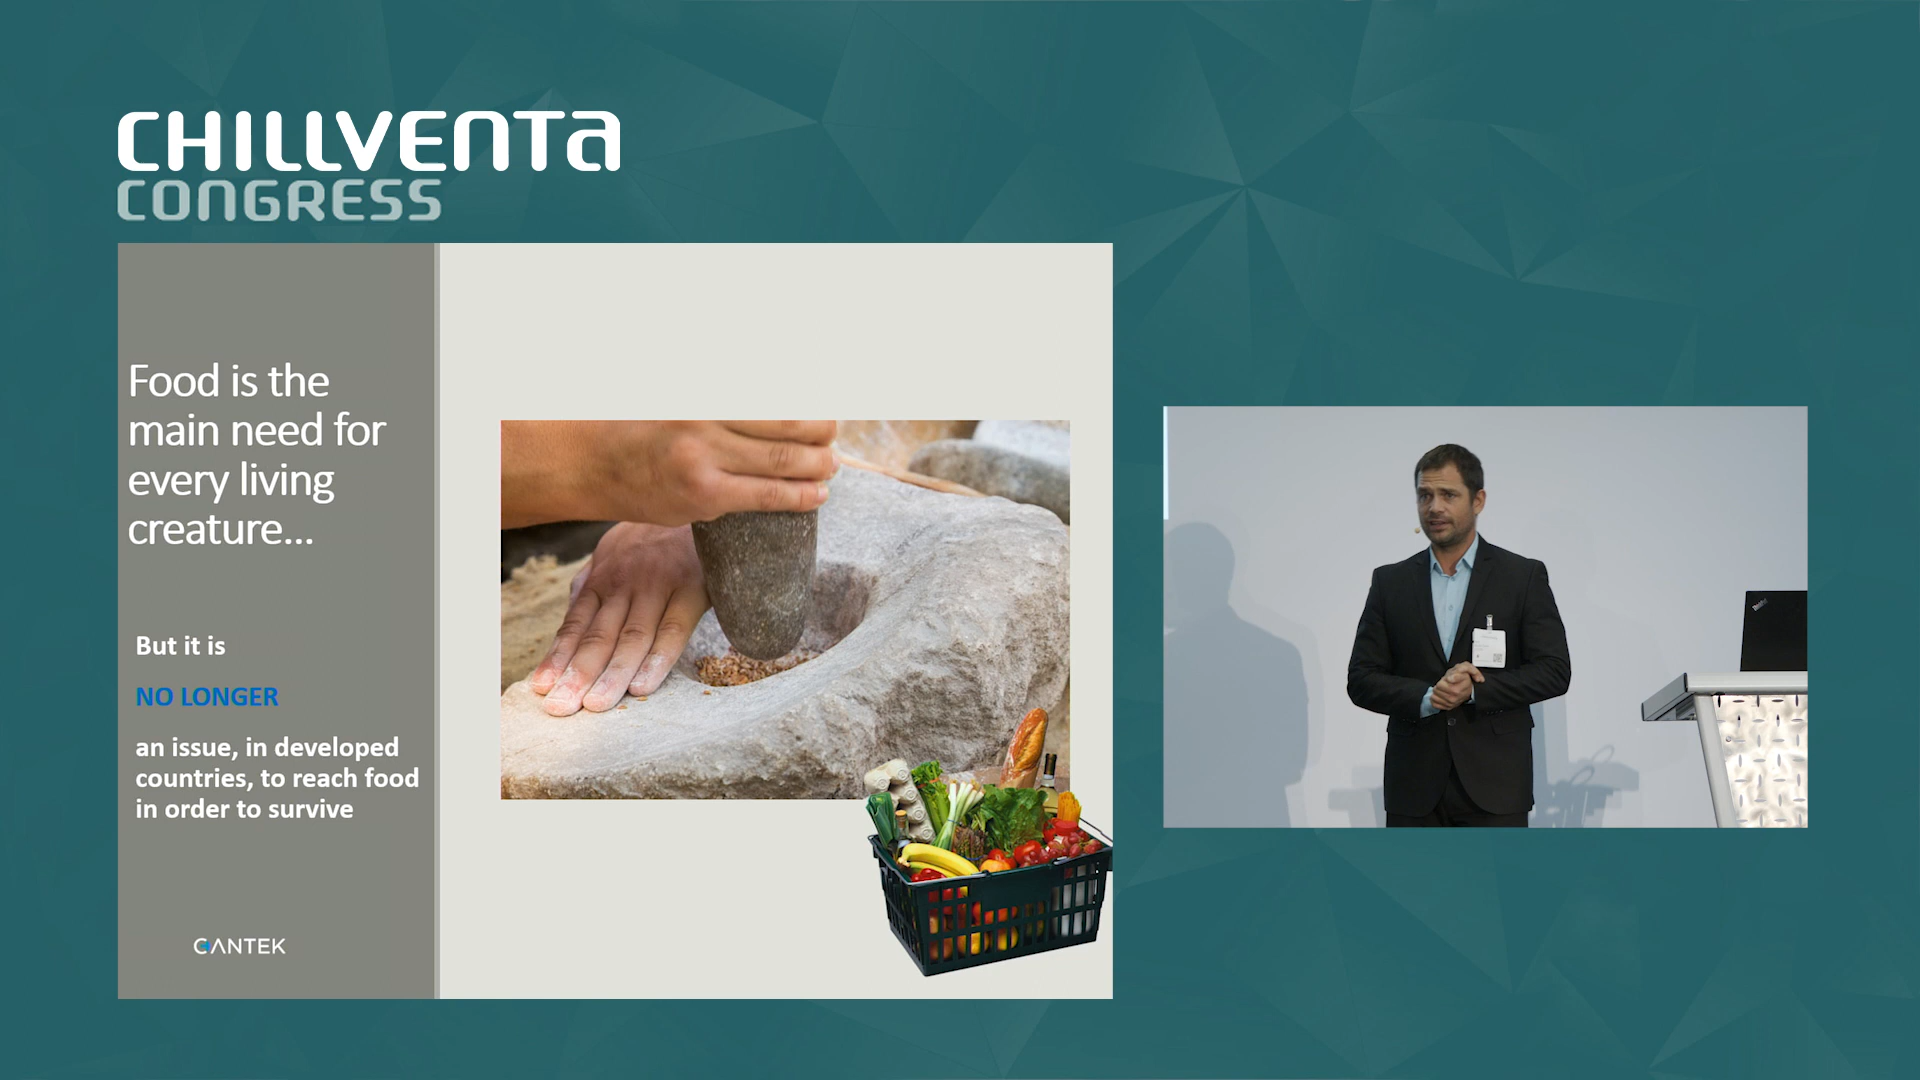 CHILLVENTA
CONGRESS
Food is the
main need for
every living
creature...
But it is
NO LONGER
an issue, in developed
countries, to reach food
in order to survive
CANTEK